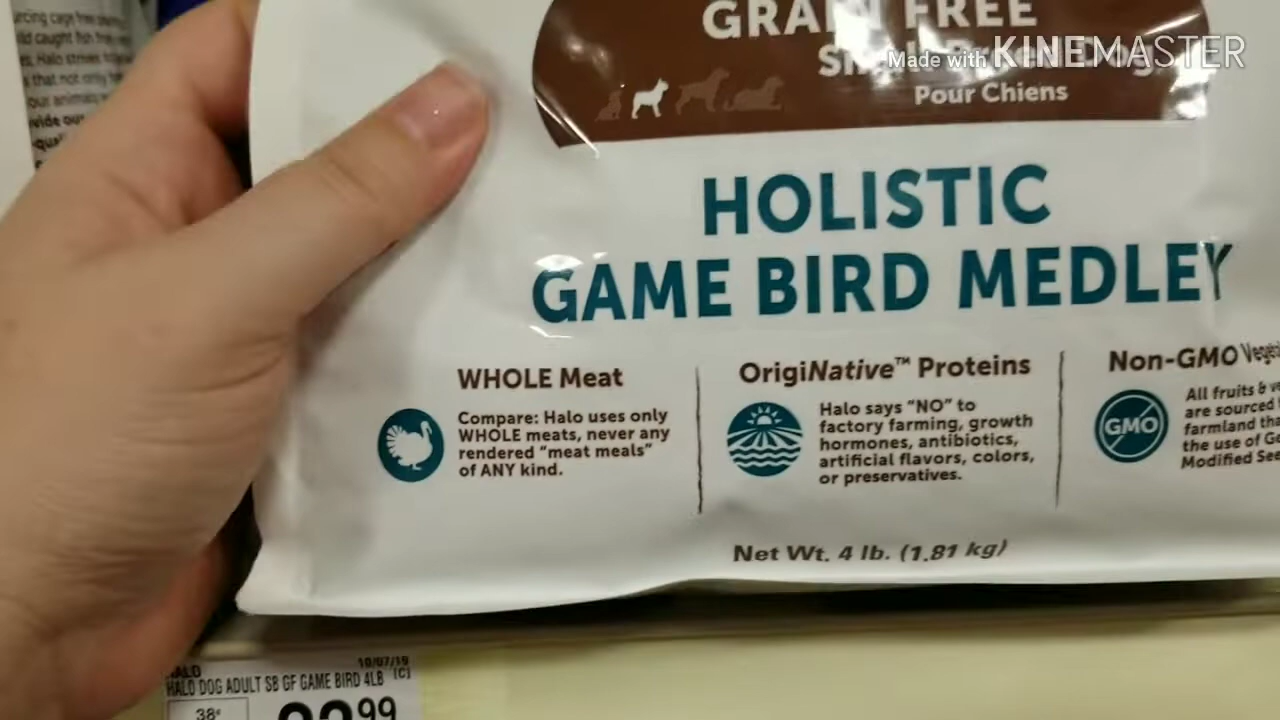 GRAIN FREE
Small Breed Dog
Made with KINEMASTER
Pour Chiens
HOLISTIC
GAME BIRD MEDLEY
WHOLE Meat
Compare: Halo uses only
WHOLE meats, never any
rendered "meat meals"
of ANY kind.
OrigiNative™ Proteins
Halo says "NO" to
factory farming, growth
hormones, antibiotics,
artificial flavors, colors,
or preservatives.
Non-GMO
GMO
All fruits &
are sourced
farmland
the use of
Modified
Net Wt. 4 lb. (1.81 kg)
HALO 10/07/19
HALO DOG ADULT SB GF GAME BIRD 4LB (C)
38¢
99